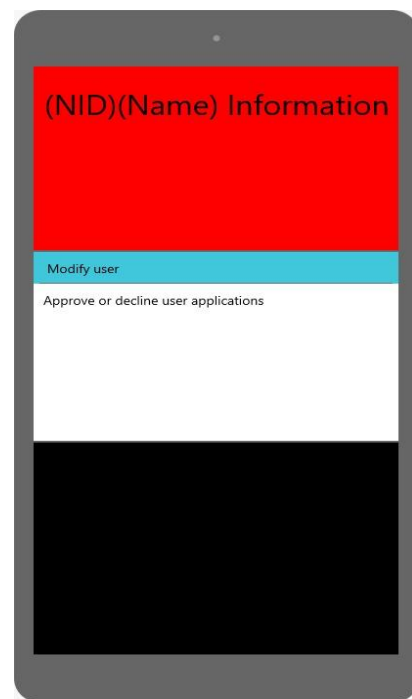 (NID)(Name) Information
Modify user
Approve or decline user applications